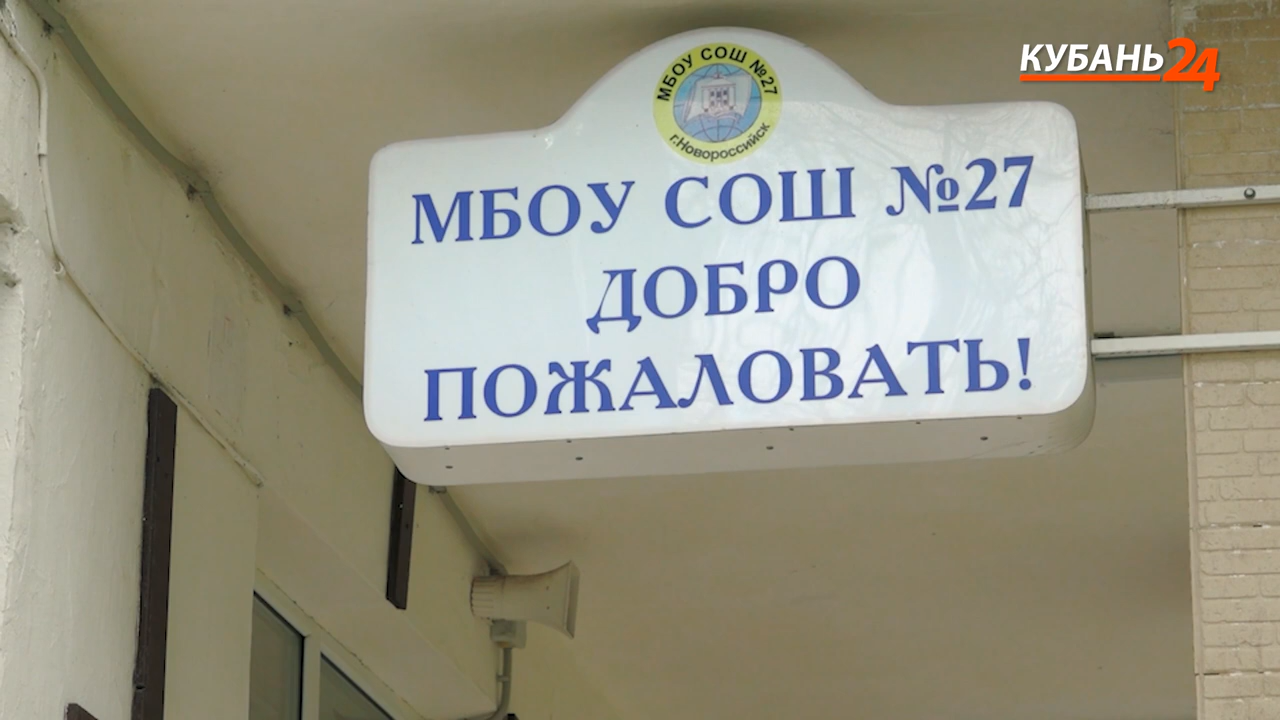 КУБАНЬ24
МБОУ СОШ №27
г.Новороссийск
МБОУ СОШ №27
ДОБРО
ПОЖАЛОВАТЬ!